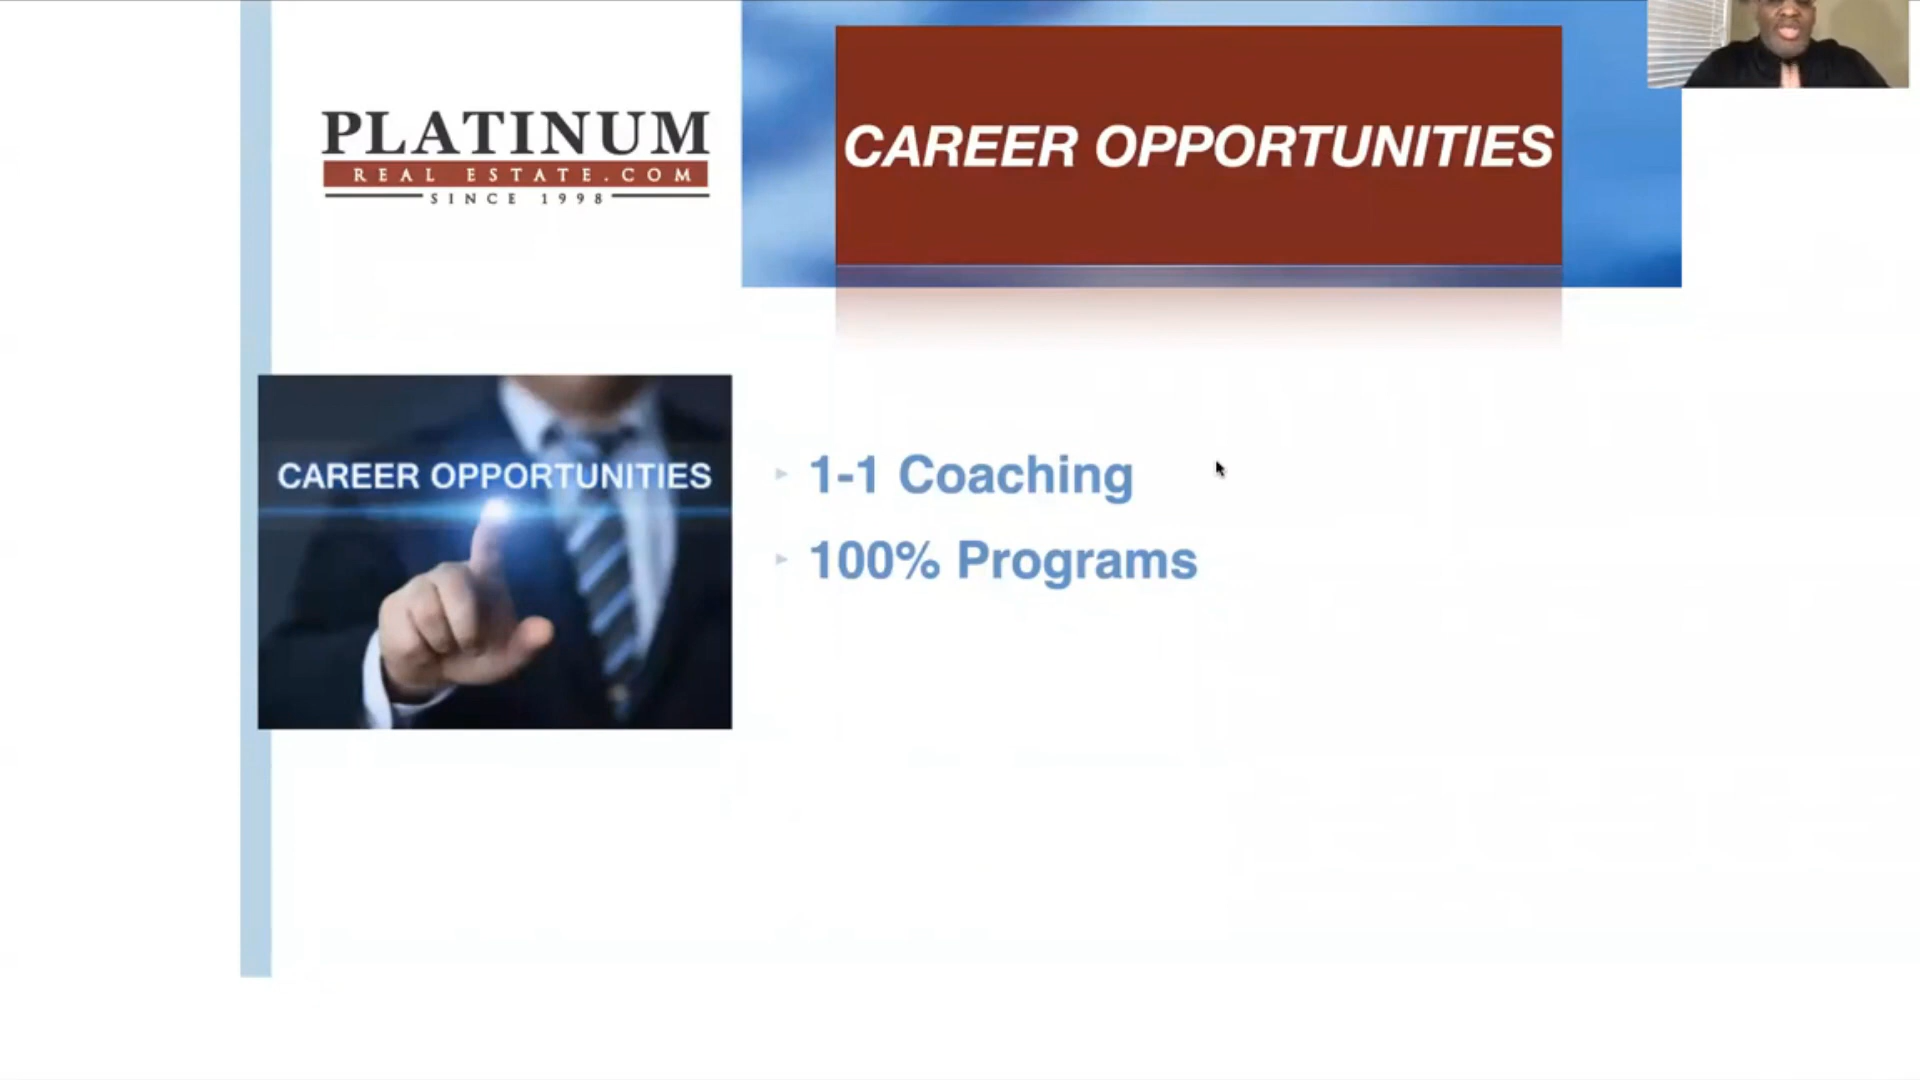 PLATINUM
REAL ESTATE.COM
SINCE 1998
CAREER OPPORTUNITIES
CAREER OPPORTUNITIES
1-1 Coaching
100% Programs